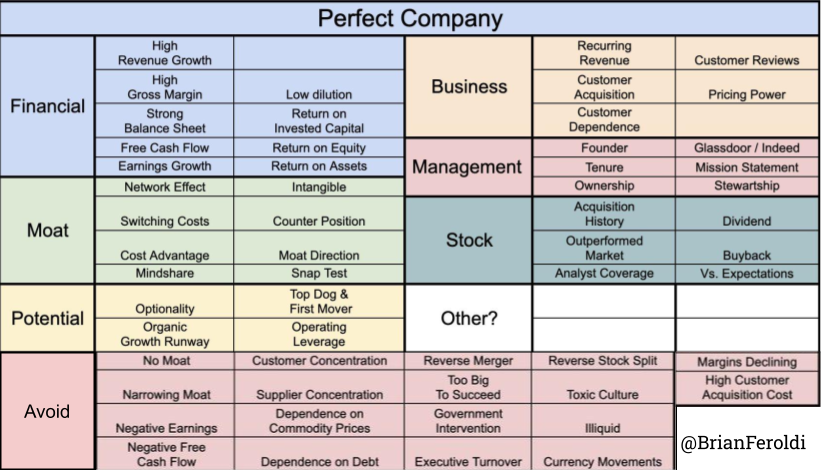 Perfect Company
Financial
High
Revenue Growth
High
Gross Margin
Low dilution
Strong
Balance Sheet
Return on
Invested Capital
Free Cash Flow
Return on Equity
Earnings Growth
Return on Assets
Business
Recurring
Revenue
Customer Reviews
Customer
Acquisition
Pricing Power
Customer
Dependence
Management
Founder
Glassdoor / Indeed
Tenure
Mission Statement
Ownership
Stewartship
Moat
Network Effect
Intangible
Switching Costs
Counter Position
Cost Advantage
Moat Direction
Mindshare
Snap Test
Stock
Acquisition
History
Dividend
Outperformed
Market
Buyback
Analyst Coverage
Vs. Expectations
Potential
Optionality
Top Dog &
First Mover
Organic
Growth Runway
Operating
Leverage
Other?
Avoid
No Moat
Customer Concentration
Reverse Merger
Reverse Stock Split
Margins Declining
Narrowing Moat
Supplier Concentration
Too Big
To Succeed
Toxic Culture
High Customer
Acquisition Cost
Negative Earnings
Dependence on
Commodity Prices
Government
Intervention
Illiquid
Negative Free
Cash Flow
Dependence on Debt
Executive Turnover
Currency Movements
@BrianFeroldi